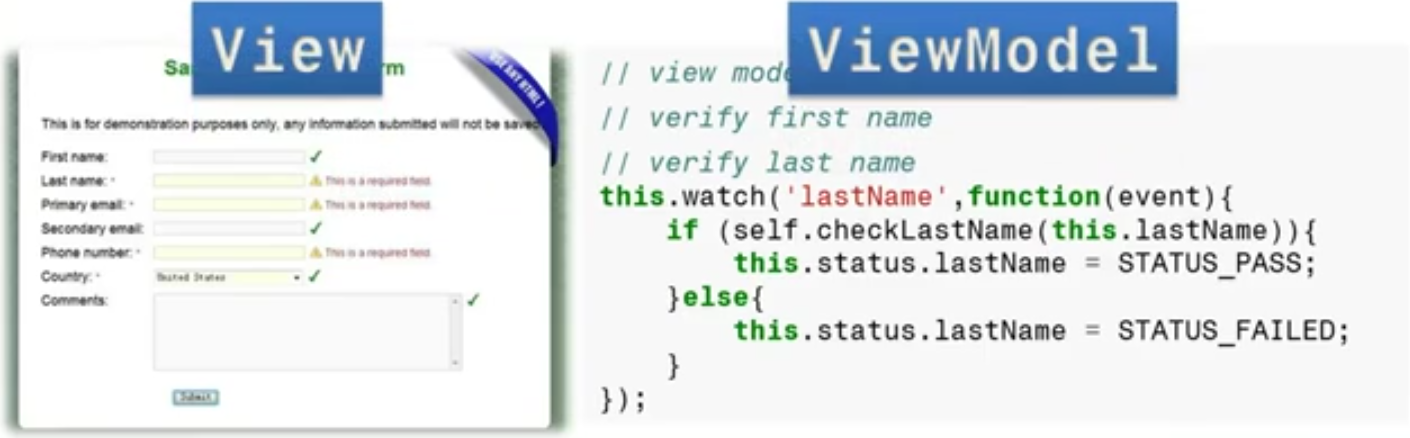 View
Sa rm
USE ANY HTML!
This is for demonstration purposes only, any information submitted will not be saved
First name:
Last name: * This is a required field.
Primary email: * This is a required field.
Secondary email:
Phone number: * This is a required field.
Country: * United States
Comments:
Submit
ViewModel
// view mode
// verify first name
// verify last name
this.watch('lastName',function(event){
if (self.checkLastName(this.lastName)){
this.status.lastName = STATUS_PASS;
}else{
this.status.lastName = STATUS_FAILED;
}
});